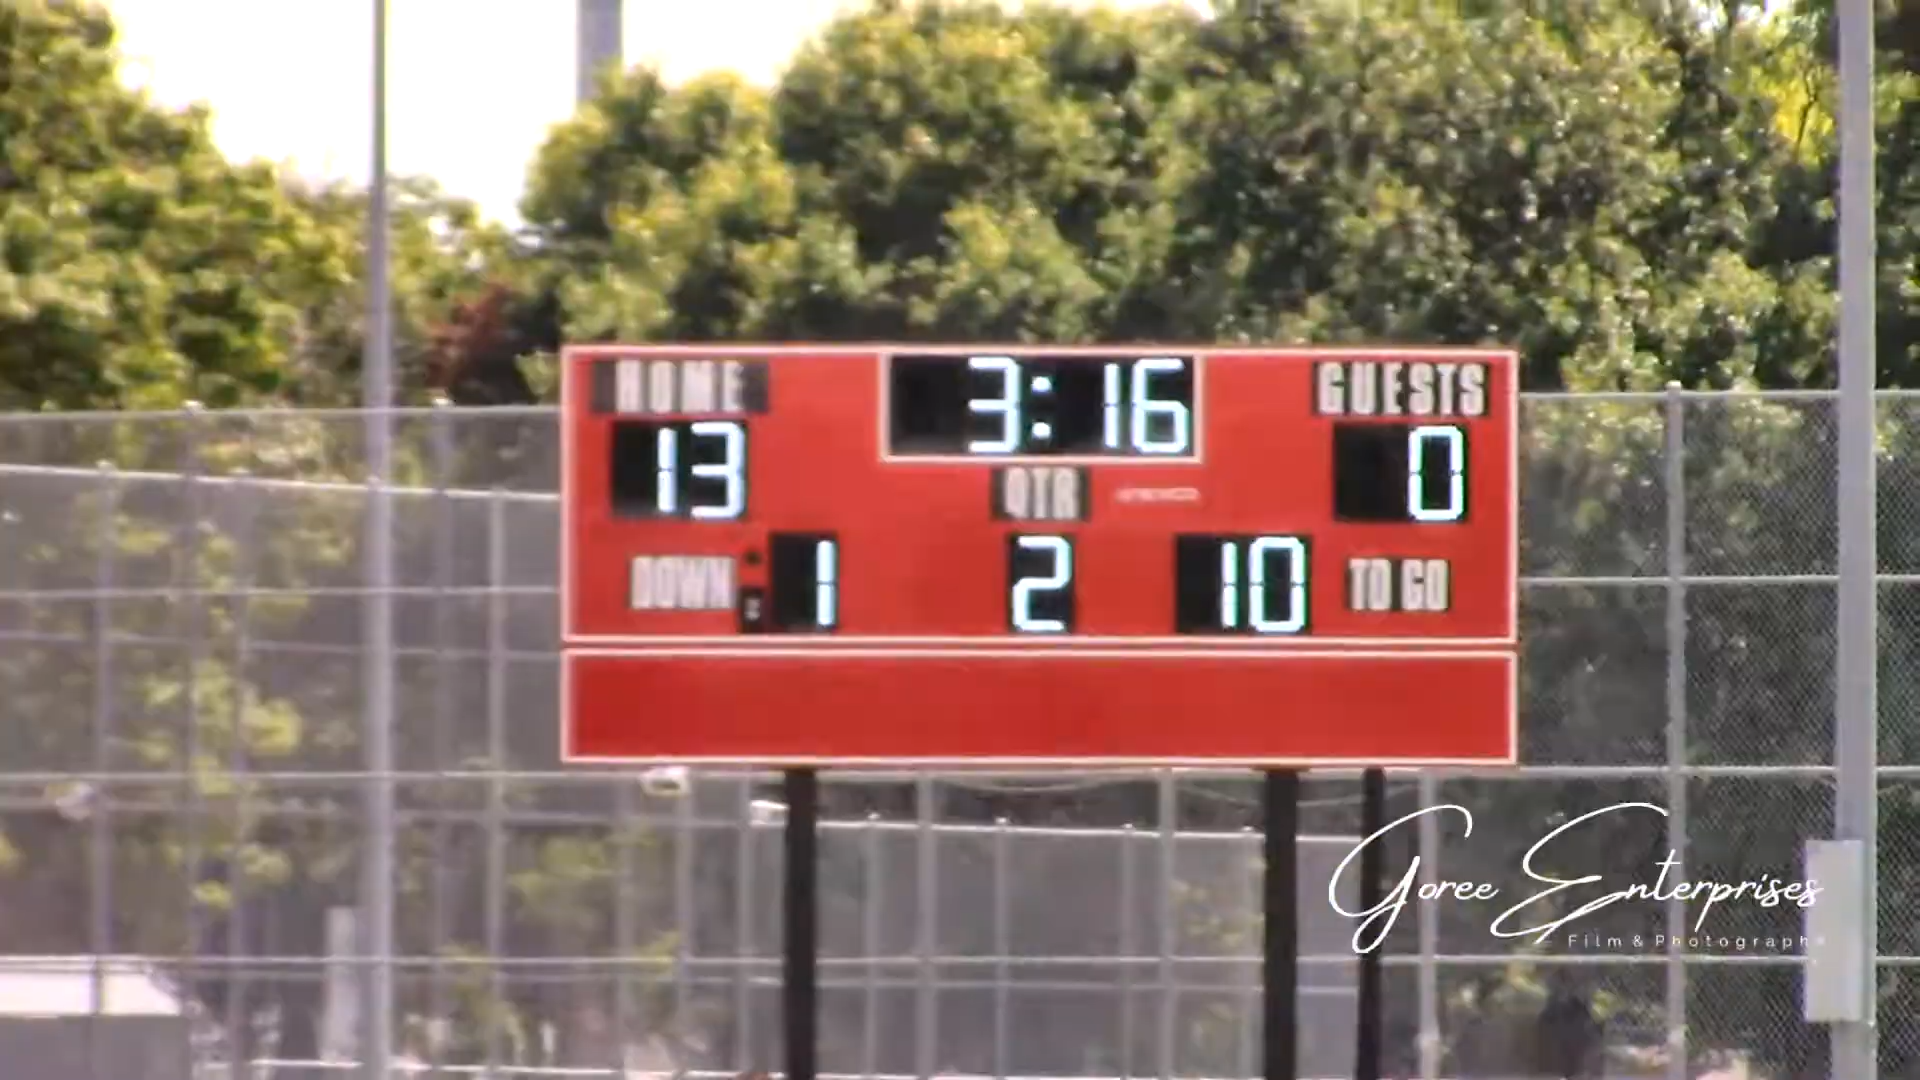 HOME 3:16 GUESTS
13 0
QTR
DOWN 1 2 10 TO GO
Goree Enterprises
Film & Photography